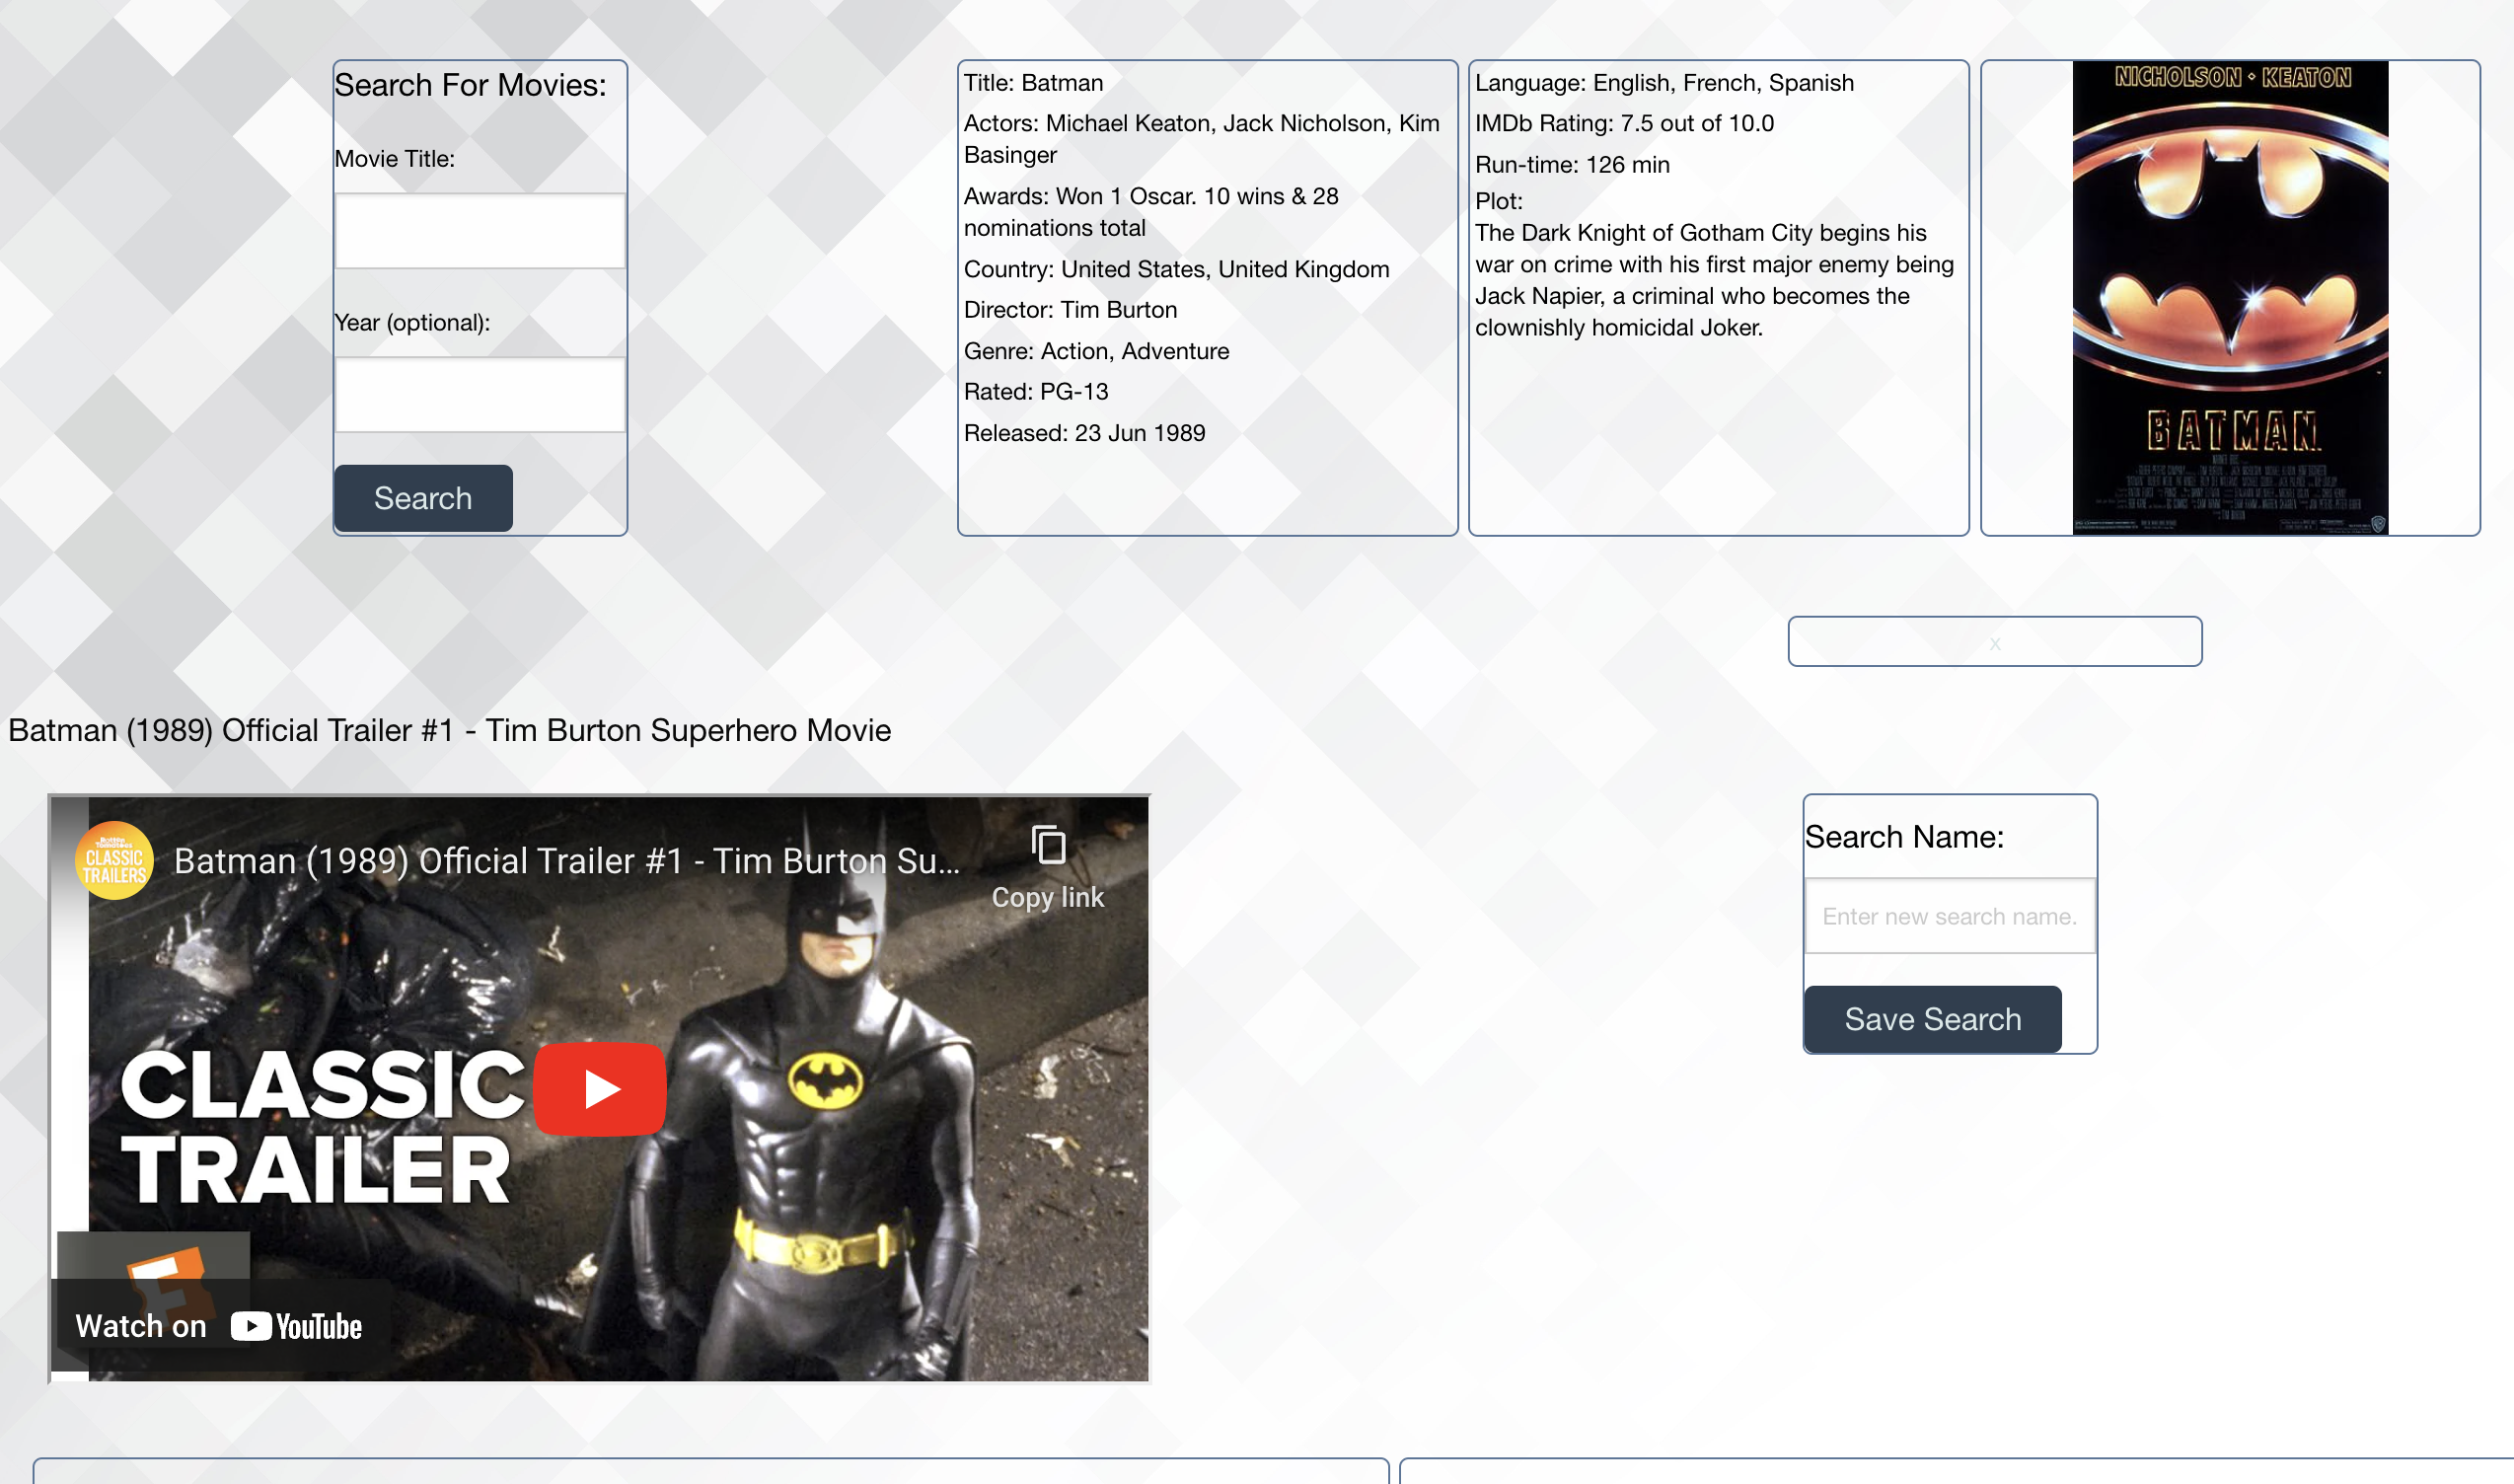 Search For Movies:
Movie Title:
Year (optional):
Search
Title: Batman
Actors: Michael Keaton, Jack Nicholson, Kim
Basinger
Awards: Won 1 Oscar. 10 wins & 28
nominations total
Country: United States, United Kingdom
Director: Tim Burton
Genre: Action, Adventure
Rated: PG-13
Released: 23 Jun 1989
Language: English, French, Spanish
IMDb Rating: 7.5 out of 10.0
Run-time: 126 min
Plot:
The Dark Knight of Gotham City begins his
war on crime with his first major enemy being
Jack Napier, a criminal who becomes the
clownishly homicidal Joker.
NICHOLSON • KEATON
BATMAN
x
Batman (1989) Official Trailer #1 - Tim Burton Superhero Movie
Rotten Tomatoes
CLASSIC
TRAILERS
Batman (1989) Official Trailer #1 - Tim Burton Su...
Copy link
CLASSIC
TRAILER
Watch on YouTube
Search Name:
Enter new search name.
Save Search